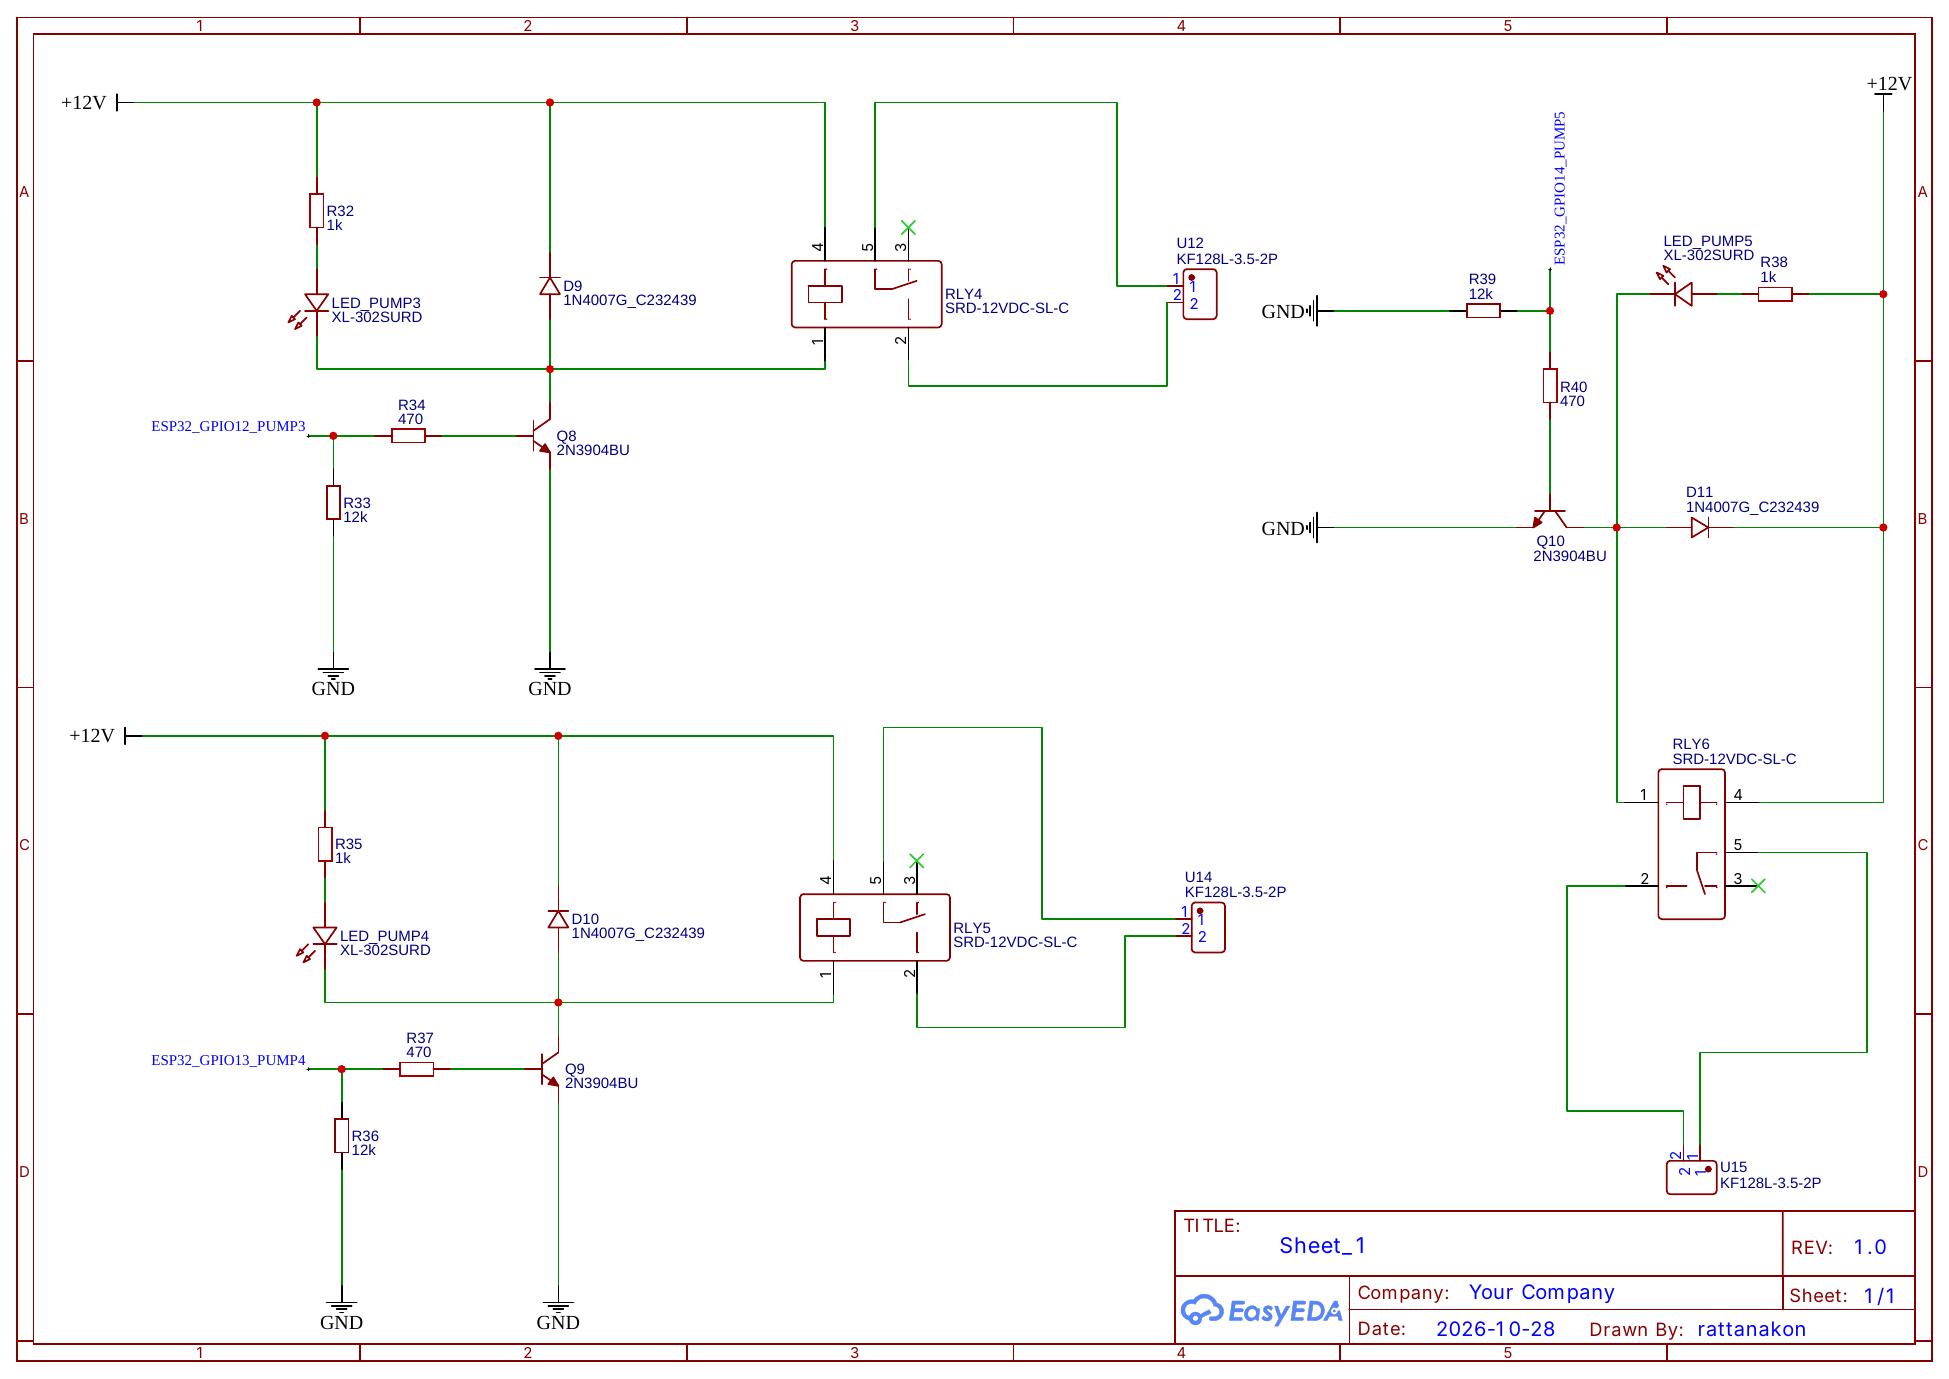 1 2 3 4 5
A
B
C
D
A
B
C
D
+12V
R32
1k
LED_PUMP3
XL-302SURD
D9
1N4007G_C232439
4
5
3
1
2
RLY4
SRD-12VDC-SL-C
U12
KF128L-3.5-2P
1
2
1
2
ESP32_GPIO12_PUMP3
R34
470
Q8
2N3904BU
R33
12k
GND
GND
+12V
ESP32_GPIO14_PUMP5
LED_PUMP5
XL-302SURD
R38
1k
R39
12k
GND
R40
470
D11
1N4007G_C232439
GND
Q10
2N3904BU
RLY6
SRD-12VDC-SL-C
1
4
5
2
3
2
1
2
1
U15
KF128L-3.5-2P
+12V
R35
1k
LED_PUMP4
XL-302SURD
D10
1N4007G_C232439
4
5
3
1
2
RLY5
SRD-12VDC-SL-C
U14
KF128L-3.5-2P
1
2
1
2
ESP32_GPIO13_PUMP4
R37
470
Q9
2N3904BU
R36
12k
GND
GND
TITLE:
Sheet_1
REV: 1.0
EasyEDA
Company: Your Company
Sheet: 1/1
Date: 2026-10-28 Drawn By: rattanakon
1 2 3 4 5